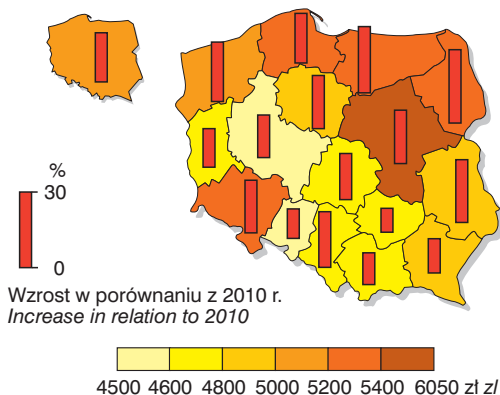 %
30
0
Wzrost w porównaniu z 2010 r.
Increase in relation to 2010
4500 4600 4800 5000 5200 5400 6050 zł zl